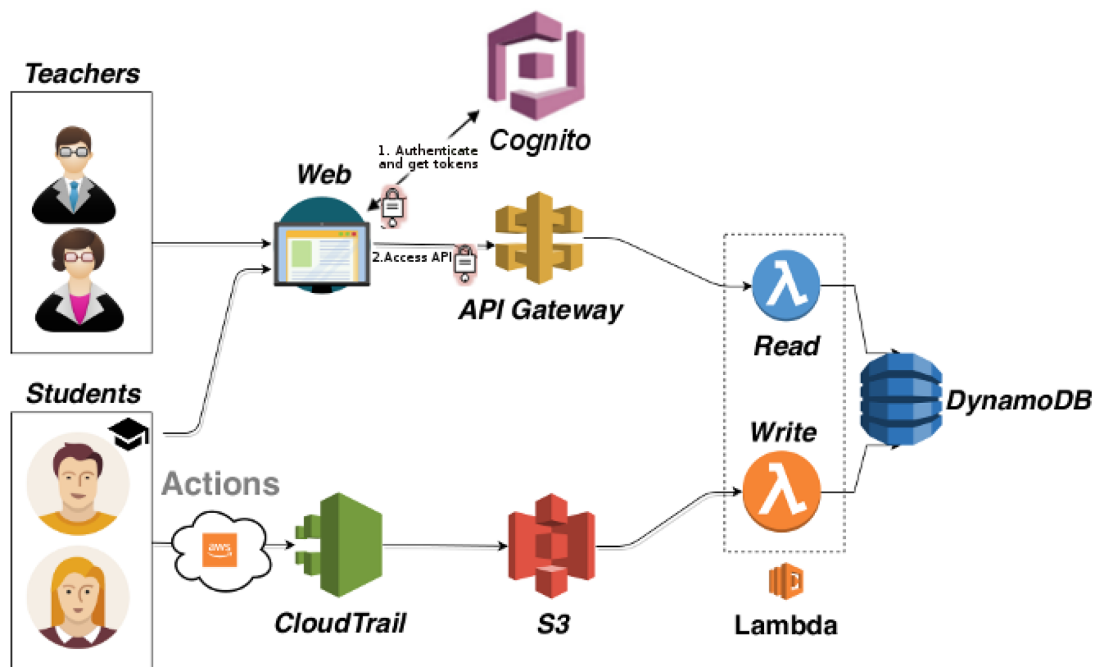 Teachers
Cognito
1. Authenticate
and get tokens
Web
2.Access API
API Gateway
Read
DynamoDB
Students
Write
Actions
aws
CloudTrail
S3
Lambda